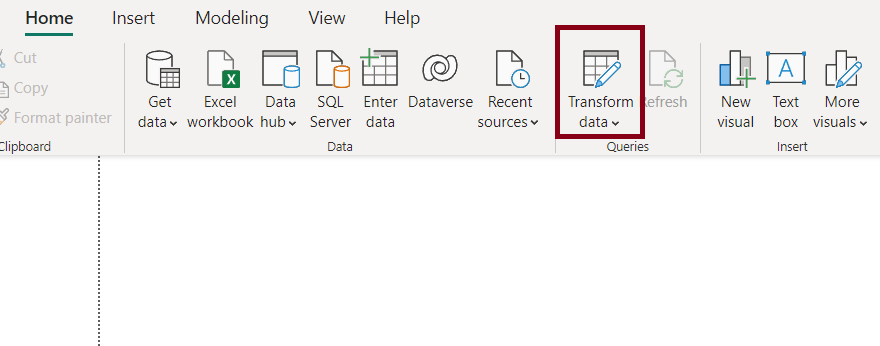 Home Insert Modeling View Help
Cut
Copy
Format painter
Get data
Excel workbook
Data hub
SQL Server
Enter data
Dataverse
Recent sources
Transform data
New visual
Text box
A
More visuals
Clipboard
Data
Queries
Insert